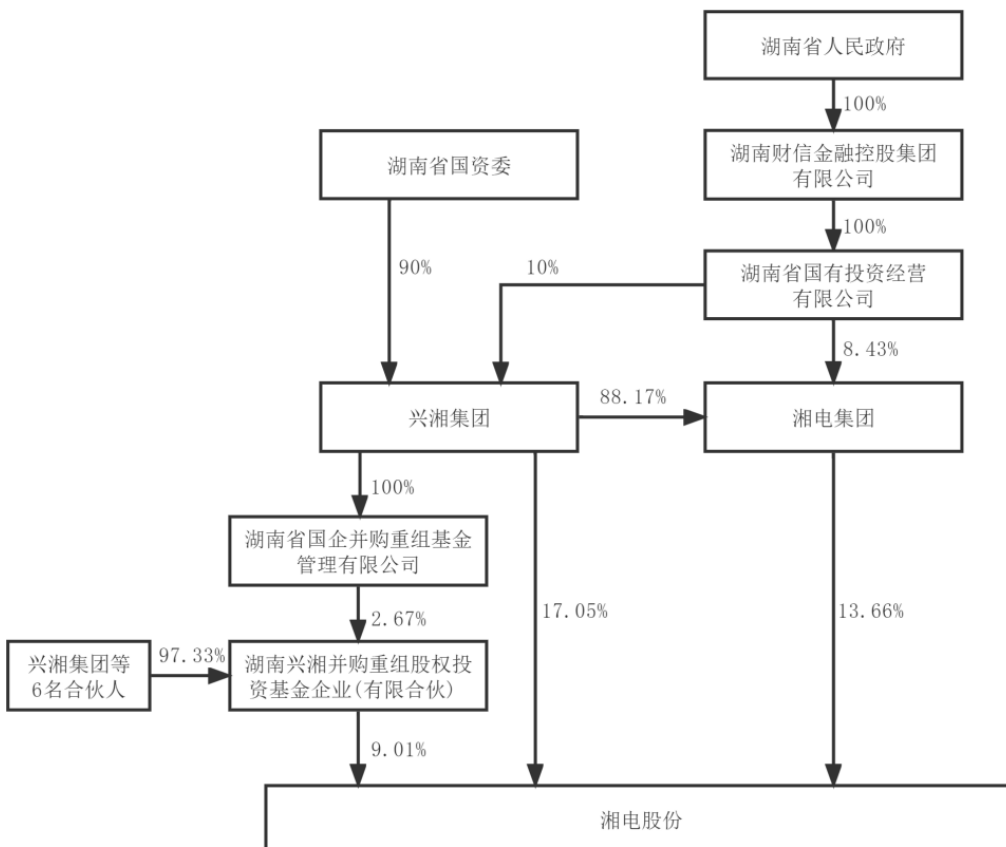 湖南省人民政府
100%
湖南省国资委
湖南财信金融控股集团
有限公司
100%
90%
10%
湖南省国有投资经营
有限公司
8.43%
兴湘集团
88.17%
湘电集团
100%
湖南省国企并购重组基金
管理有限公司
2.67%
17.05%
13.66%
兴湘集团等
6名合伙人
97.33%
湖南兴湘并购重组股权投
资基金企业(有限合伙)
9.01%
湘电股份